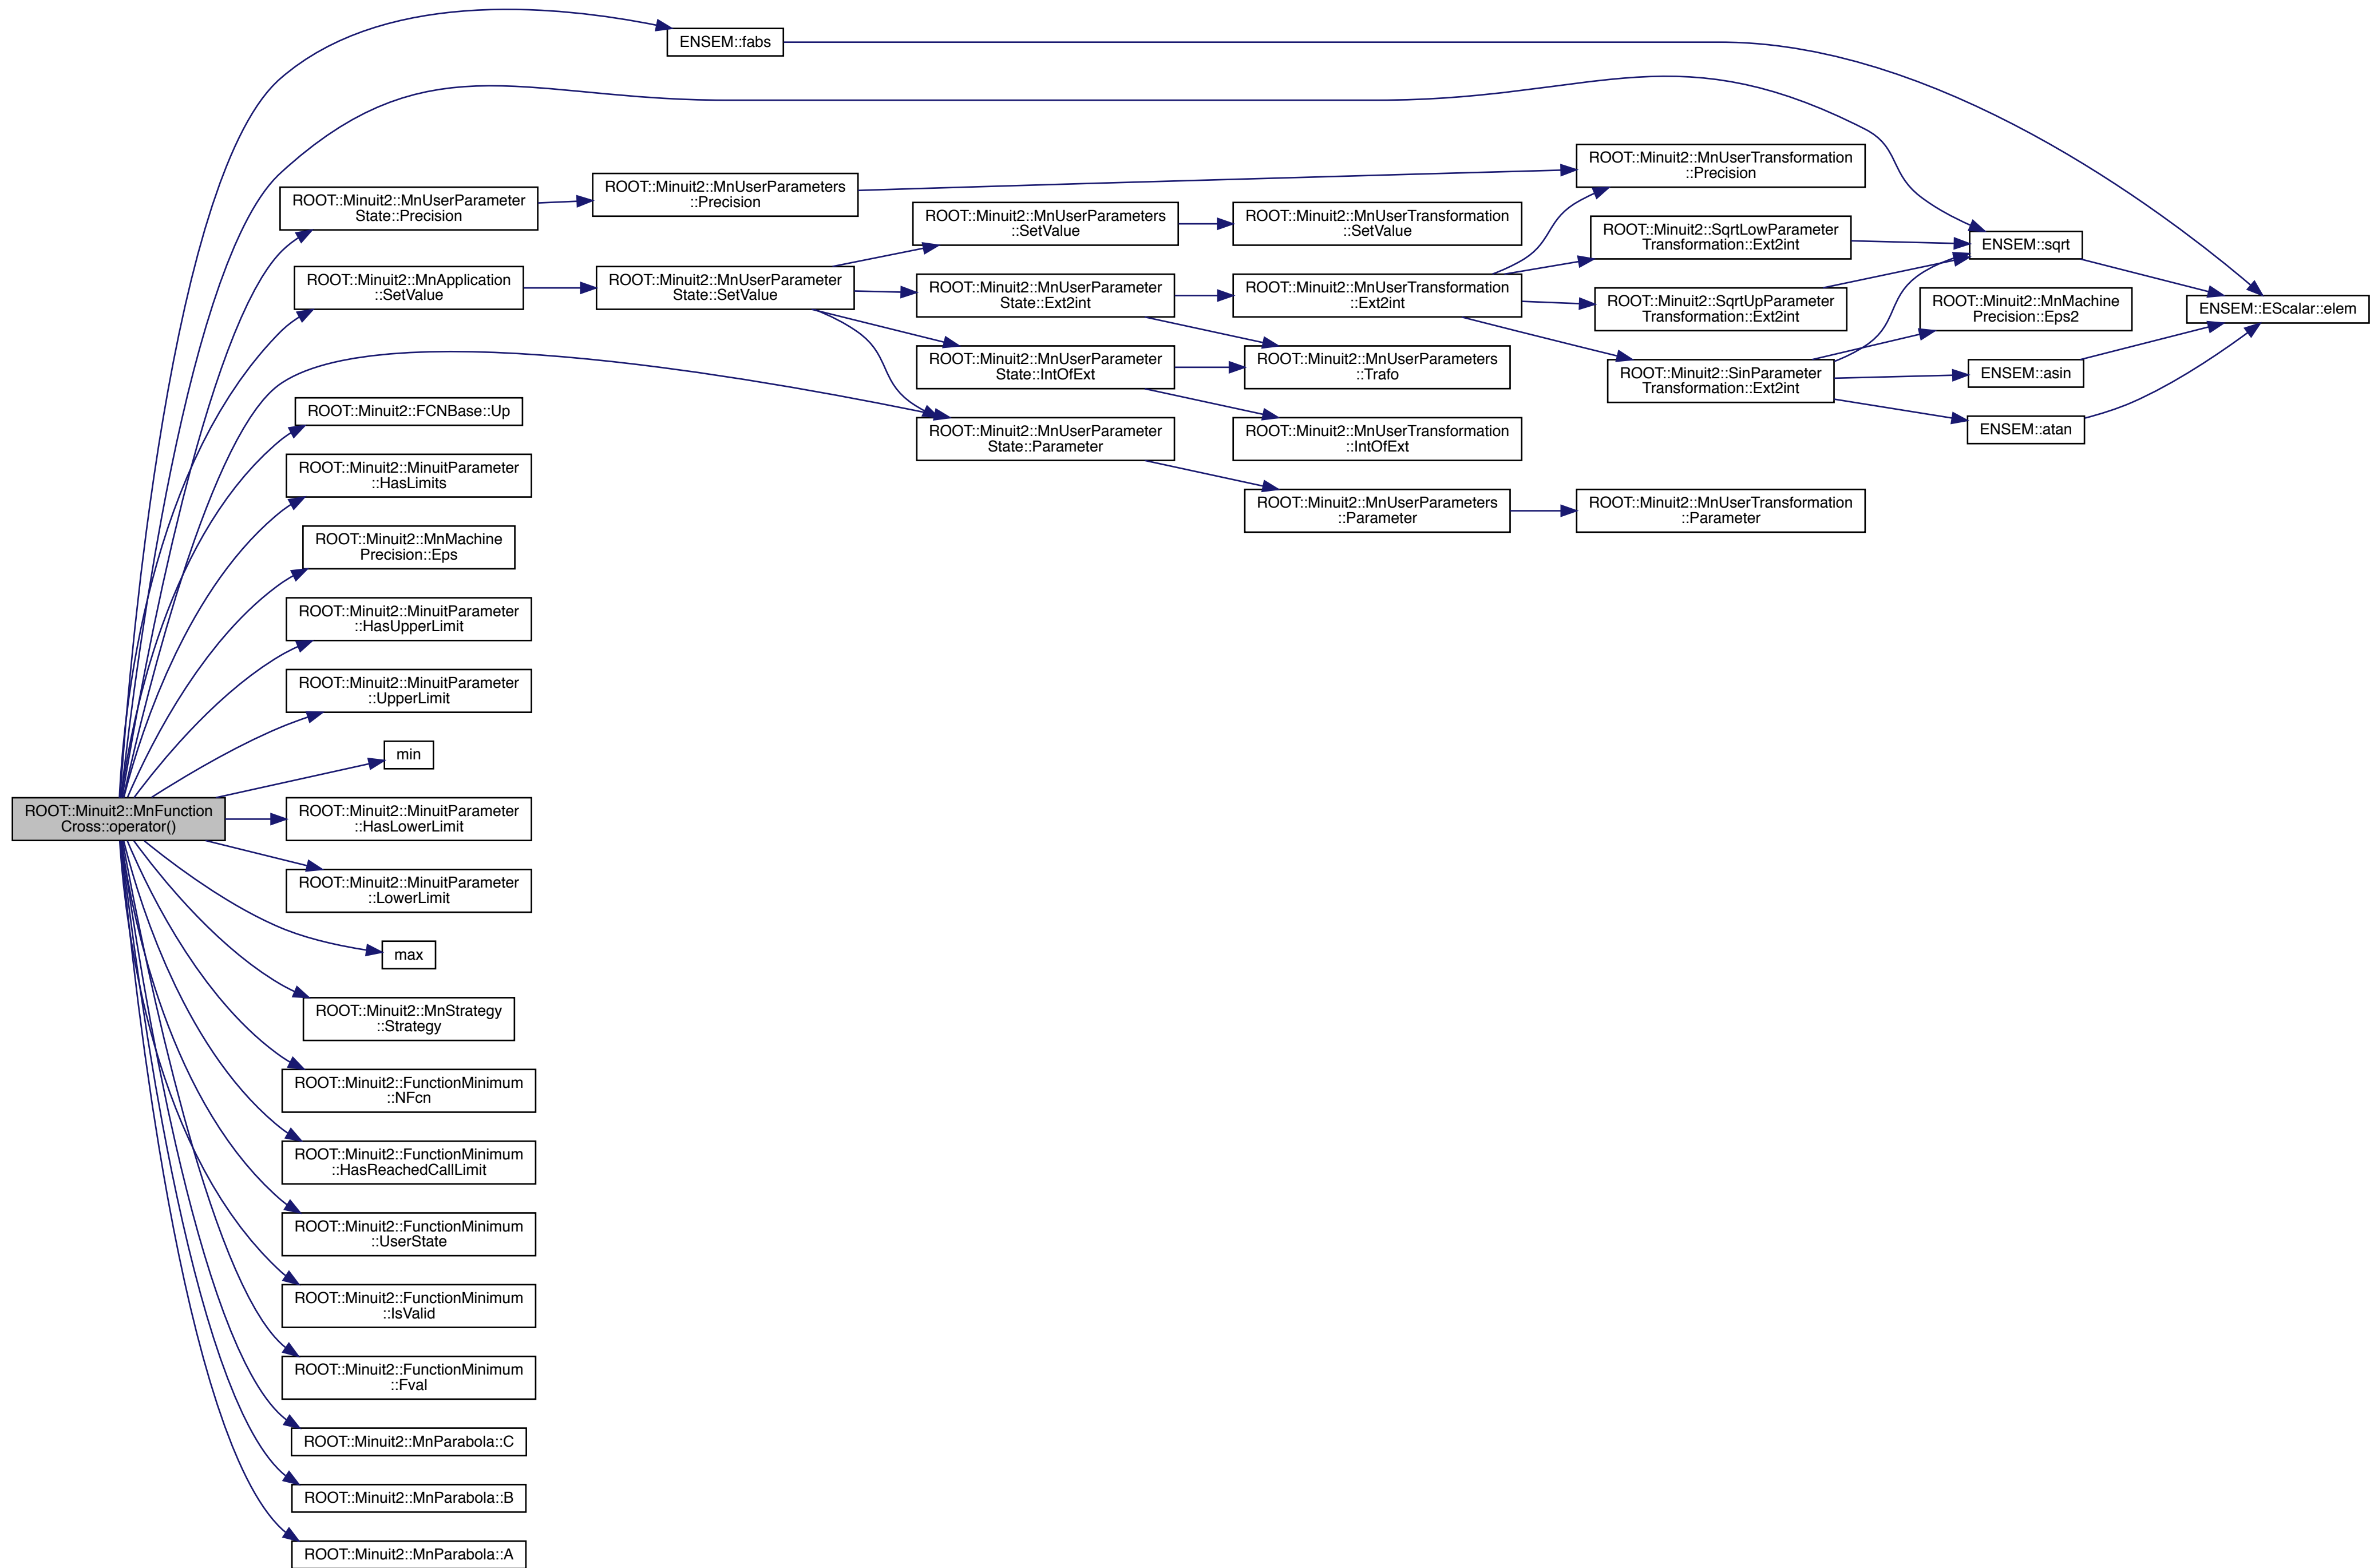 ENSEM::fabs
ROOT::Minuit2::MnUserTransformation
::Precision
ROOT::Minuit2::MnUserParameters
::Precision
ROOT::Minuit2::MnUserParameter
State::Precision
ROOT::Minuit2::MnUserParameters
::SetValue
ROOT::Minuit2::MnUserTransformation
::SetValue
ROOT::Minuit2::SqrtLowParameter
Transformation::Ext2int
ENSEM::sqrt
ROOT::Minuit2::MnApplication
::SetValue
ROOT::Minuit2::MnUserParameter
State::SetValue
ROOT::Minuit2::MnUserParameter
State::Ext2int
ROOT::Minuit2::MnUserTransformation
::Ext2int
ROOT::Minuit2::SqrtUpParameter
Transformation::Ext2int
ROOT::Minuit2::MnMachine
Precision::Eps2
ENSEM::EScalar::elem
ROOT::Minuit2::MnUserParameter
State::IntOfExt
ROOT::Minuit2::MnUserParameters
::Trafo
ROOT::Minuit2::SinParameter
Transformation::Ext2int
ENSEM::asin
ROOT::Minuit2::FCNBase::Up
ROOT::Minuit2::MnUserParameter
State::Parameter
ROOT::Minuit2::MnUserTransformation
::IntOfExt
ENSEM::atan
ROOT::Minuit2::MinuitParameter
::HasLimits
ROOT::Minuit2::MnUserParameters
::Parameter
ROOT::Minuit2::MnUserTransformation
::Parameter
ROOT::Minuit2::MnMachine
Precision::Eps
ROOT::Minuit2::MinuitParameter
::HasUpperLimit
ROOT::Minuit2::MinuitParameter
::UpperLimit
min
ROOT::Minuit2::MnFunction
Cross::operator()
ROOT::Minuit2::MinuitParameter
::HasLowerLimit
ROOT::Minuit2::MinuitParameter
::LowerLimit
max
ROOT::Minuit2::MnStrategy
::Strategy
ROOT::Minuit2::FunctionMinimum
::NFcn
ROOT::Minuit2::FunctionMinimum
::HasReachedCallLimit
ROOT::Minuit2::FunctionMinimum
::UserState
ROOT::Minuit2::FunctionMinimum
::IsValid
ROOT::Minuit2::FunctionMinimum
::Fval
ROOT::Minuit2::MnParabola::C
ROOT::Minuit2::MnParabola::B
ROOT::Minuit2::MnParabola::A